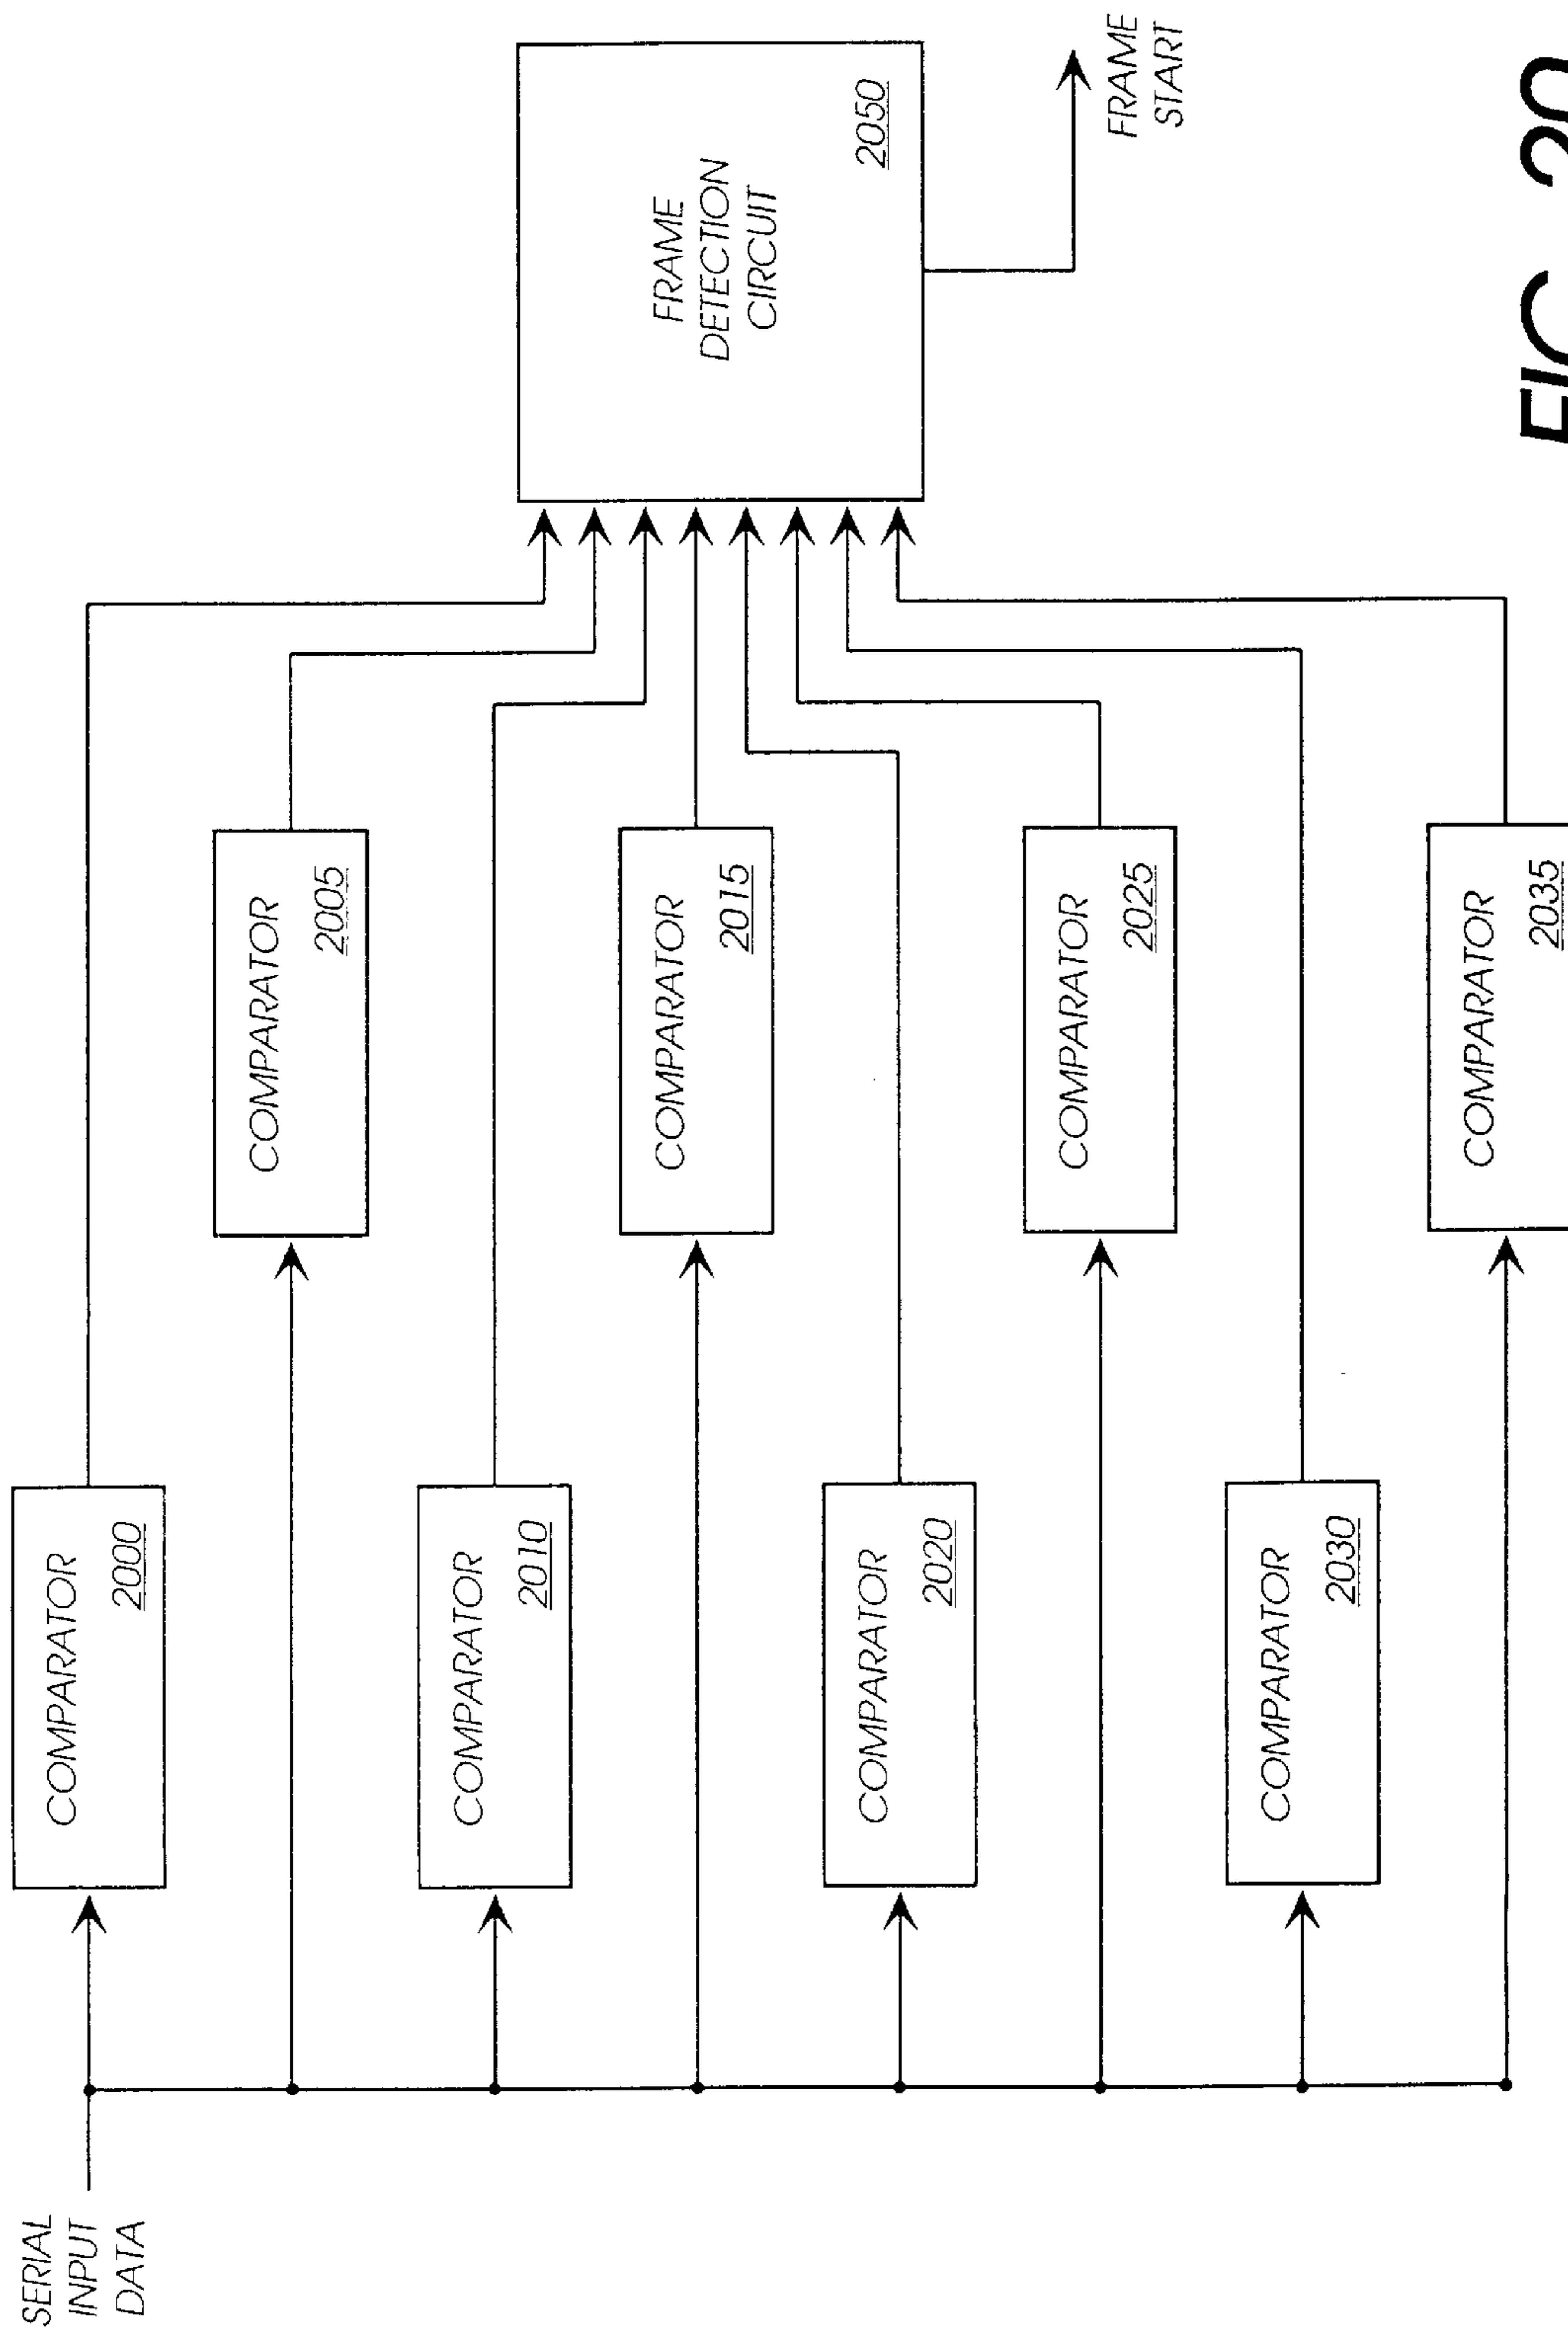 SERIAL
INPUT
DATA
COMPARATOR
2000
COMPARATOR
2005
COMPARATOR
2010
COMPARATOR
2015
COMPARATOR
2020
COMPARATOR
2025
COMPARATOR
2030
COMPARATOR
2035
FRAME
DETECTION
CIRCUIT
2050
FRAME
START